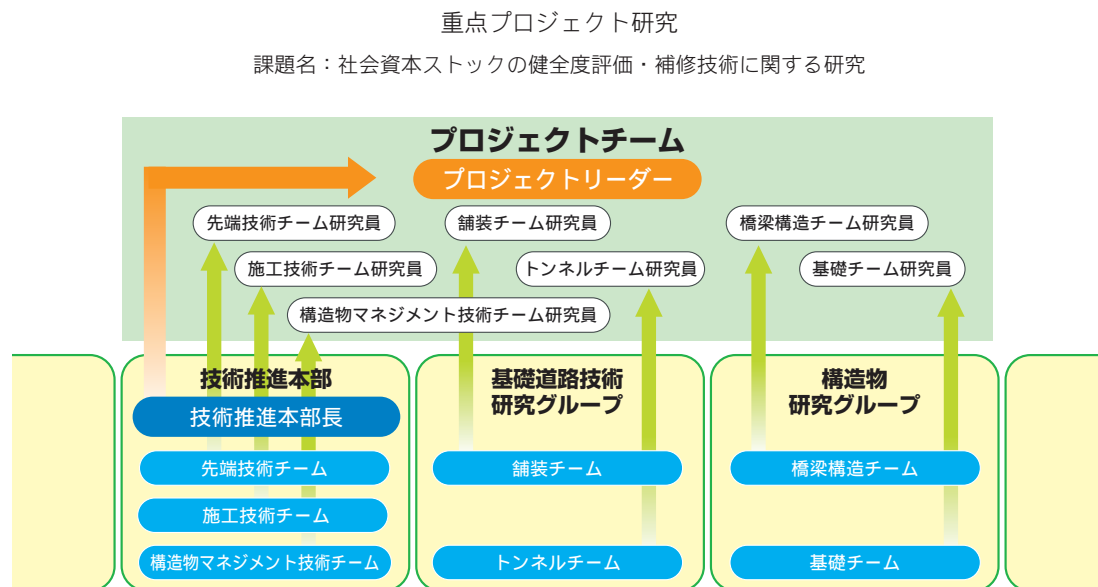 重点プロジェクト研究
課題名：社会資本ストックの健全度評価・補修技術に関する研究
プロジェクトチーム
プロジェクトリーダー
先端技術チーム研究員
舗装チーム研究員
橋梁構造チーム研究員
施工技術チーム研究員
トンネルチーム研究員
基礎チーム研究員
構造物マネジメント技術チーム研究員
技術推進本部
技術推進本部長
先端技術チーム
施工技術チーム
構造物マネジメント技術チーム
基礎道路技術
研究グループ
舗装チーム
トンネルチーム
構造物
研究グループ
橋梁構造チーム
基礎チーム